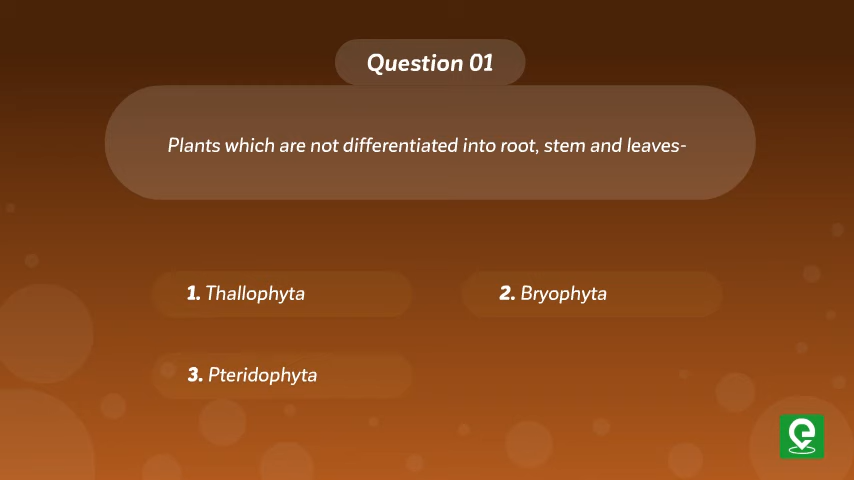 Question 01
Plants which are not differentiated into root, stem and leaves-
1. Thallophyta
2. Bryophyta
3. Pteridophyta